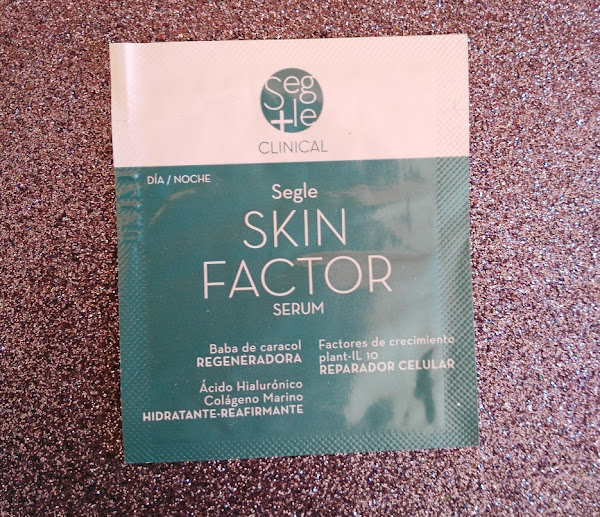 Seg
+le
CLINICAL
DÍA / NOCHE
Segle
SKIN
FACTOR
SERUM
Baba de caracol
REGENERADORA
Factores de crecimiento
plant-IL 10
REPARADOR CELULAR
Ácido Hialurónico
Colágeno Marino
HIDRATANTE-REAFIRMANTE